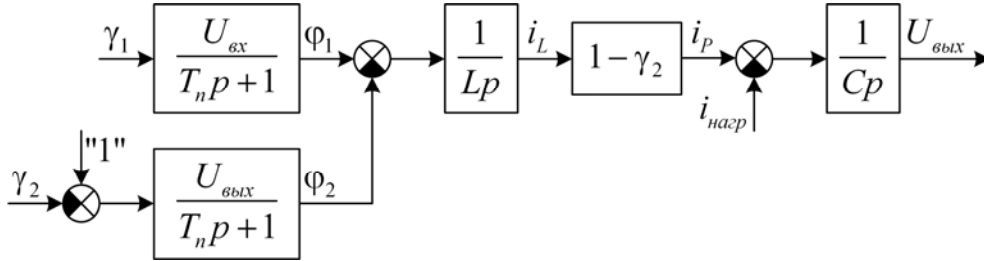 γ₁
U_вх
T_п p + 1
φ₁
1
Lp
i_L
1 − γ₂
i_P
i_нагр
1
Cp
U_вых
"1"
γ₂
U_вых
T_п p + 1
φ₂